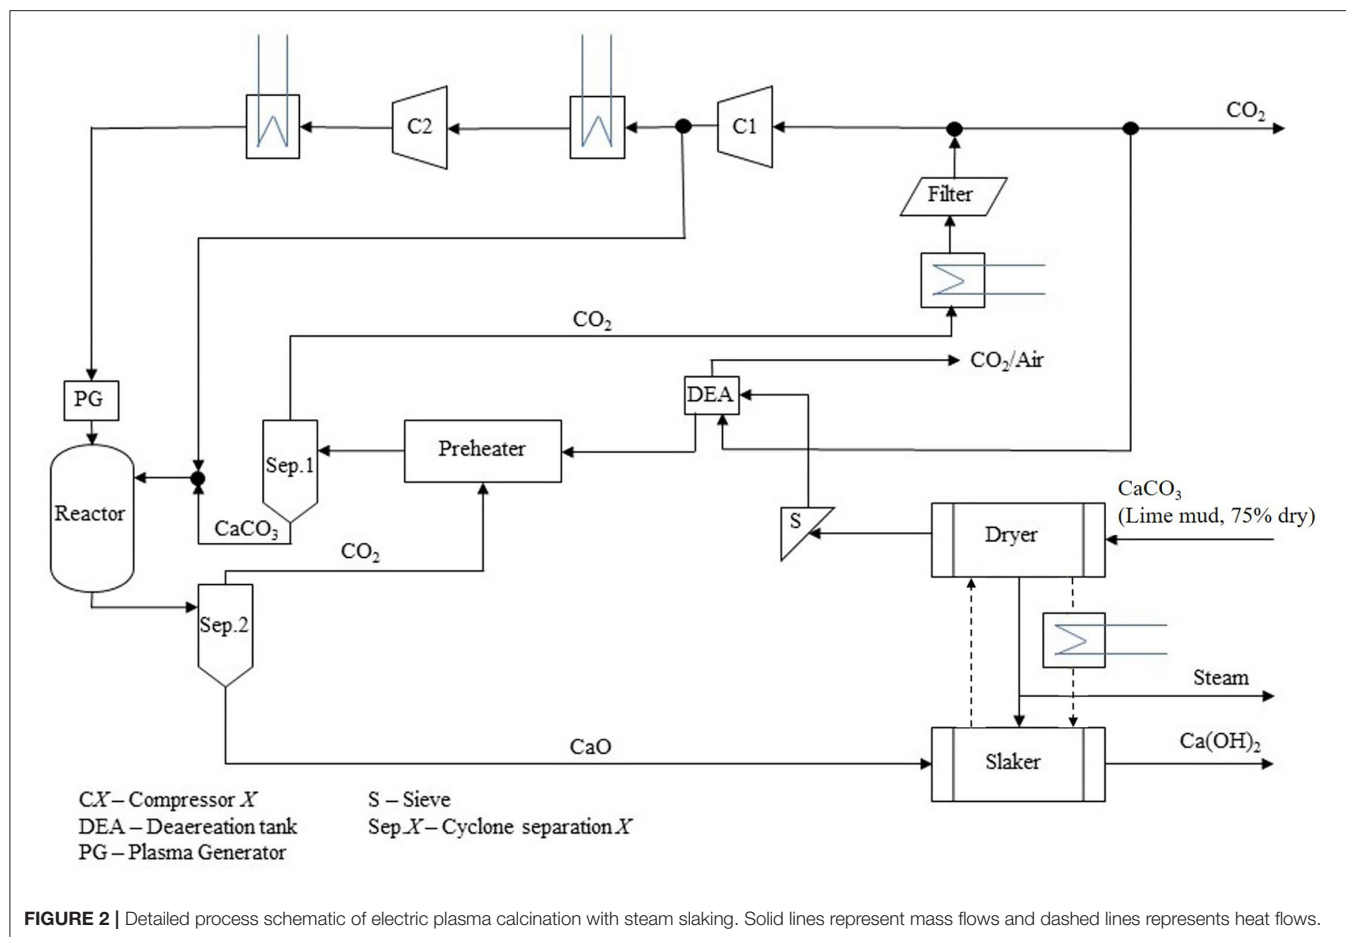 CO₂
C2
C1
Filter
CO₂
CO₂/Air
PG
DEA
Preheater
Sep.1
CaCO₃
(Lime mud, 75% dry)
Reactor
S
CaCO₃
Dryer
CO₂
Sep.2
Steam
CaO
Slaker
Ca(OH)₂
CX – Compressor X
S – Sieve
DEA – Deaereation tank
Sep.X – Cyclone separation X
PG – Plasma Generator
FIGURE 2 | Detailed process schematic of electric plasma calcination with steam slaking. Solid lines represent mass flows and dashed lines represents heat flows.